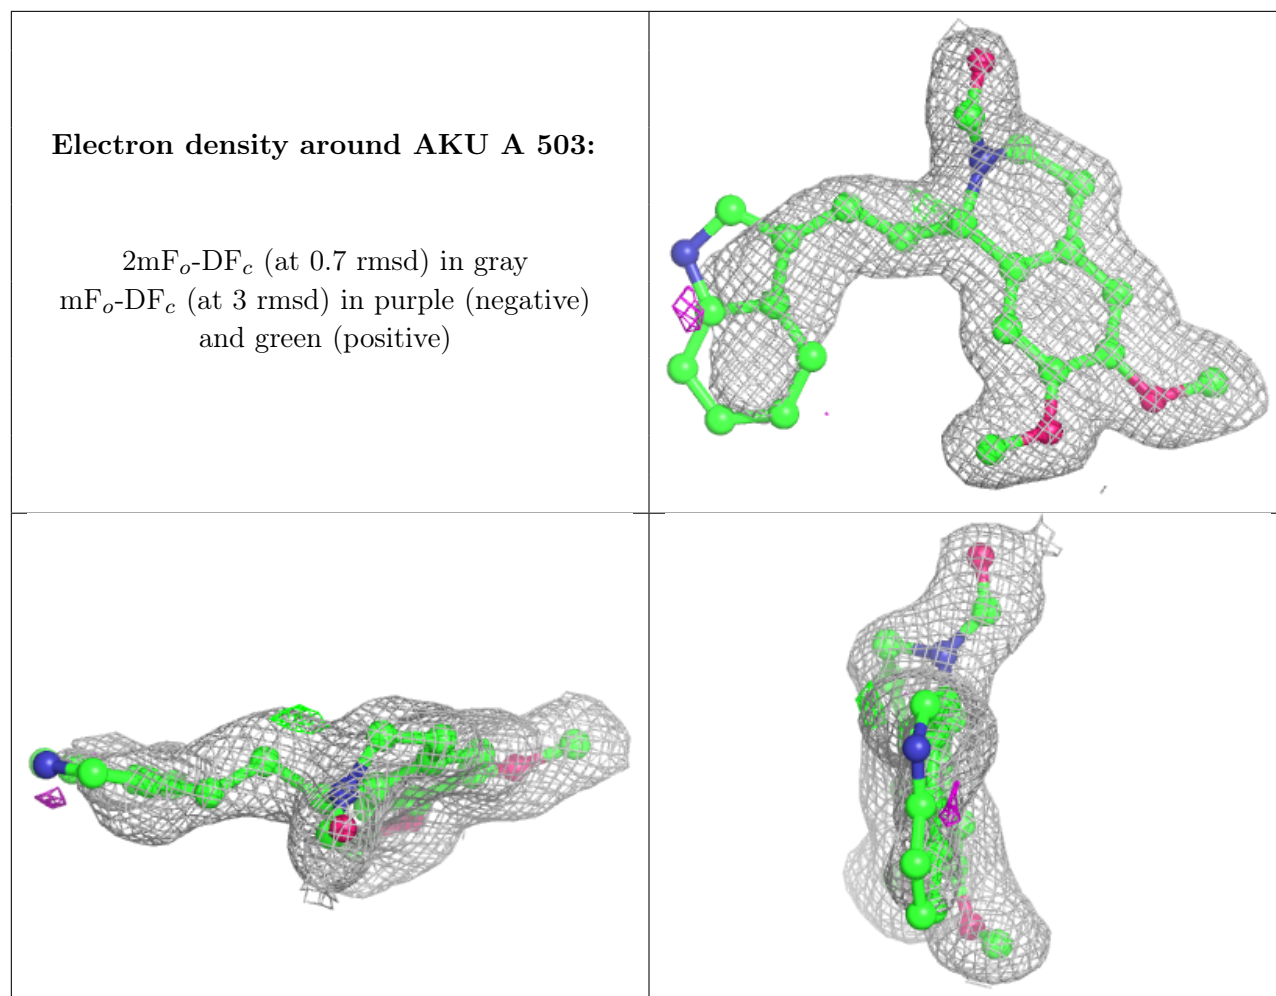 Electron density around AKU A 503:
2mFo-DFc (at 0.7 rmsd) in gray
mFo-DFc (at 3 rmsd) in purple (negative)
and green (positive)